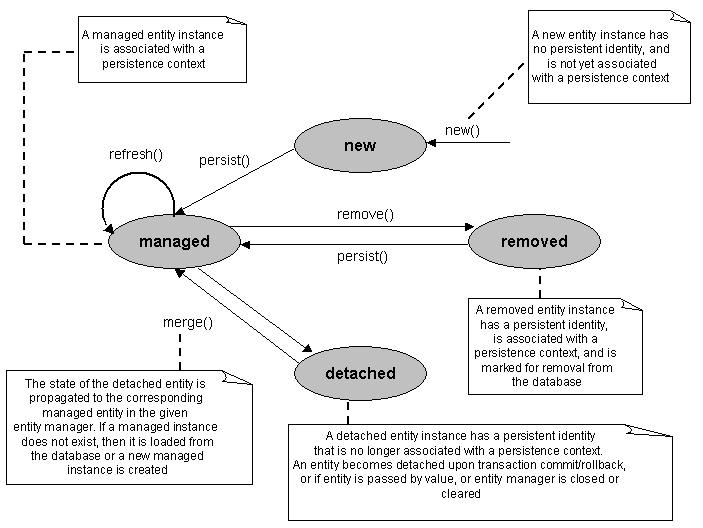 A managed entity instance
is associated with a
persistence context
A new entity instance has
no persistent identity, and
is not yet associated
with a persistence context
new()
new
refresh()
persist()
managed
remove()
persist()
removed
merge()
A removed entity instance
has a persistent identity,
is associated with a
persistence context, and is
marked for removal from
the database
detached
The state of the detached entity is
propagated to the corresponding
managed entity in the given
entity manager. If a managed instance
does not exist, then it is loaded from
the database or a new managed
instance is created
A detached entity instance has a persistent identity
that is no longer associated with a persistence context.
An entity becomes detached upon transaction commit/rollback,
or if entity is passed by value, or entity manager is closed or
cleared